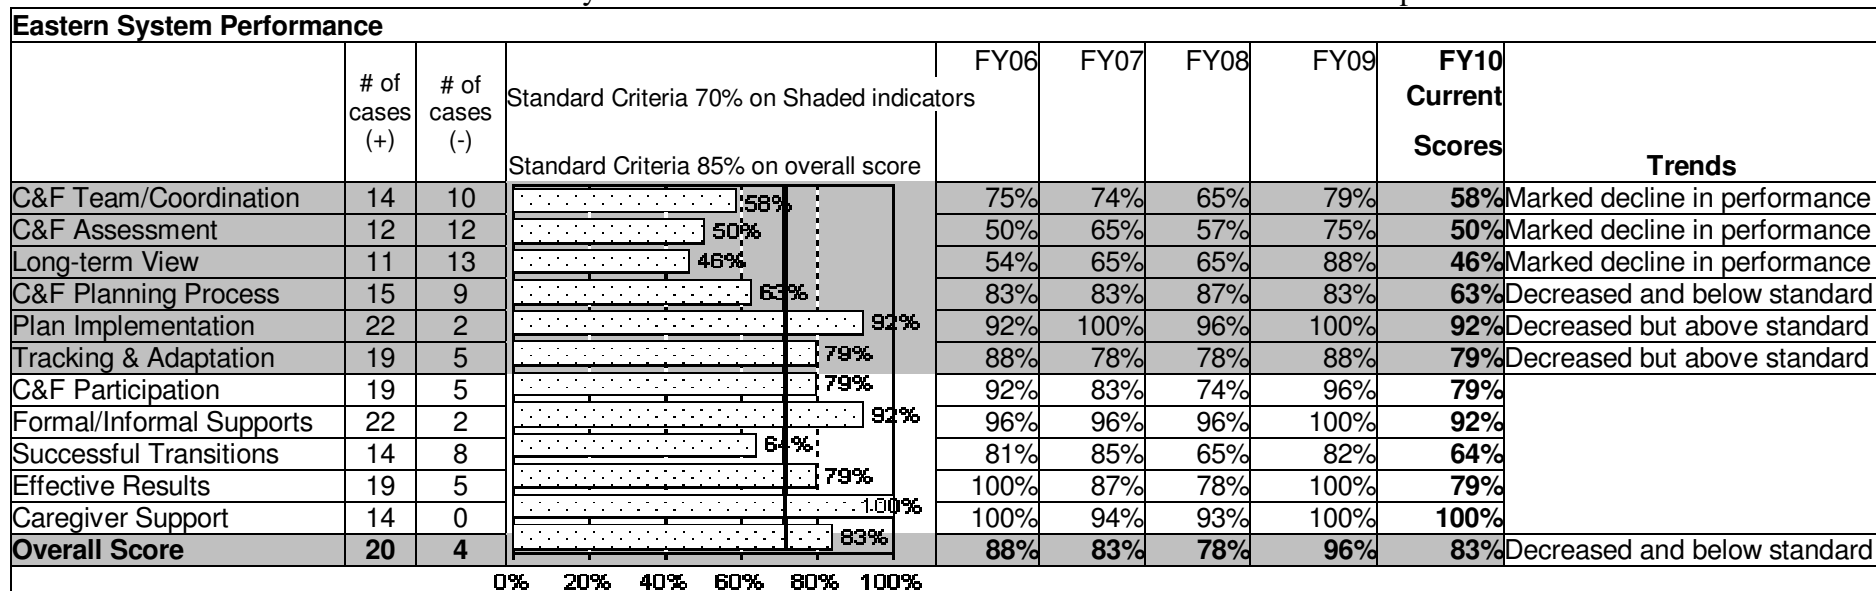 Eastern System Performance
# of cases (+) # of cases (-) Standard Criteria 70% on Shaded indicators Standard Criteria 85% on overall score FY06 FY07 FY08 FY09 FY10 Current Scores Trends
C&F Team/Coordination 14 10 58% 75% 74% 65% 79% 58% Marked decline in performance
C&F Assessment 12 12 50% 50% 65% 57% 75% 50% Marked decline in performance
Long-term View 11 13 46% 54% 65% 65% 88% 46% Marked decline in performance
C&F Planning Process 15 9 63% 83% 83% 87% 83% 63% Decreased and below standard
Plan Implementation 22 2 92% 92% 100% 96% 100% 92% Decreased but above standard
Tracking & Adaptation 19 5 79% 88% 78% 78% 88% 79% Decreased but above standard
C&F Participation 19 5 79% 92% 83% 74% 96% 79%
Formal/Informal Supports 22 2 92% 96% 96% 96% 100% 92%
Successful Transitions 14 8 64% 81% 85% 65% 82% 64%
Effective Results 19 5 79% 100% 87% 78% 100% 79%
Caregiver Support 14 0 100% 100% 94% 93% 100% 100%
Overall Score 20 4 83% 88% 83% 78% 96% 83% Decreased and below standard
0% 20% 40% 60% 80% 100%